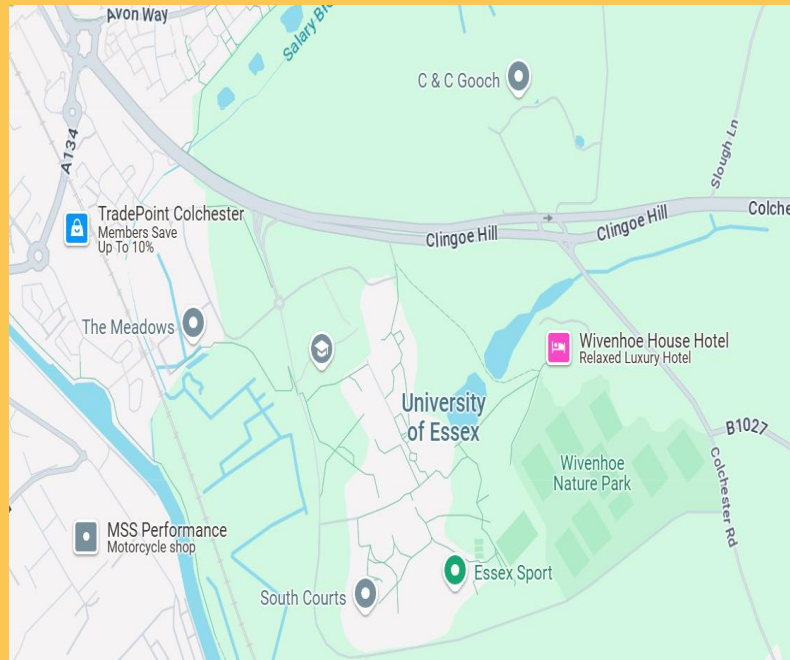 Avon Way
Salary Bro
C & C Gooch
A134
Slough Ln
TradePoint Colchester
Members Save
Up To 10%
Clingoe Hill
Clingoe Hill
Colche
The Meadows
Wivenhoe House Hotel
Relaxed Luxury Hotel
University
of Essex
B1027
Wivenhoe
Nature Park
Colchester Rd
MSS Performance
Motorcycle shop
Essex Sport
South Courts